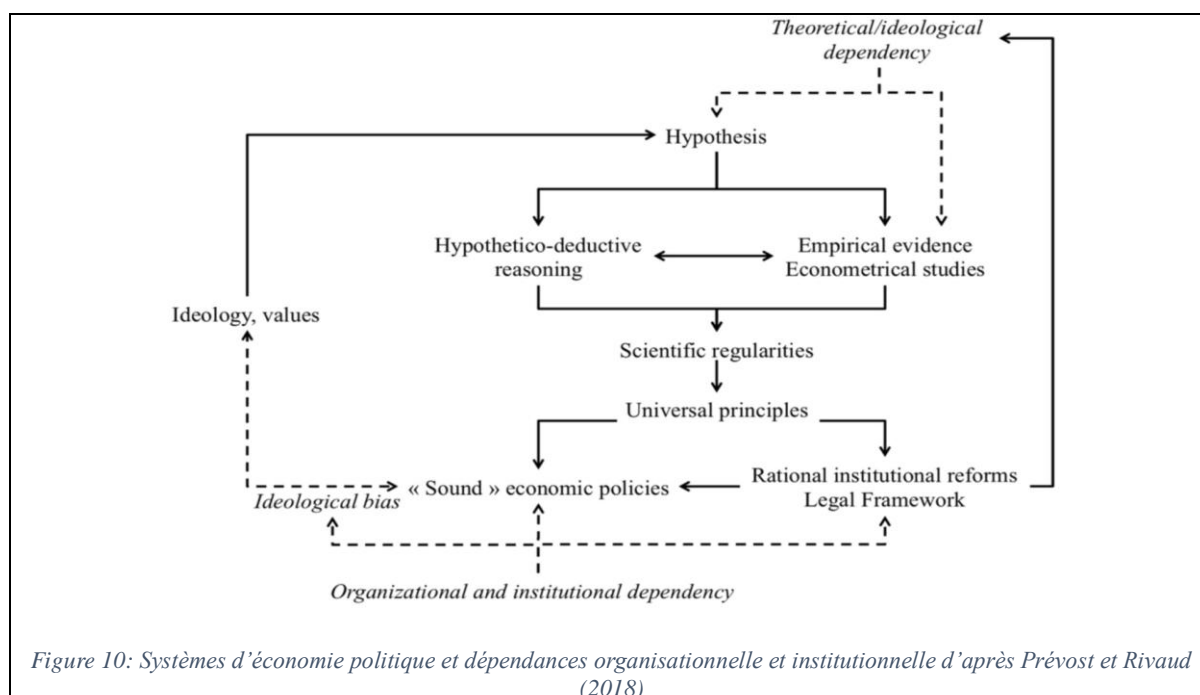 Theoretical/ideological
dependency
Hypothesis
Hypothetico-deductive
reasoning
Empirical evidence
Econometrical studies
Ideology, values
Scientific regularities
Universal principles
Ideological bias
« Sound » economic policies
Rational institutional reforms
Legal Framework
Organizational and institutional dependency
Figure 10: Systèmes d’économie politique et dépendances organisationnelle et institutionnelle d’après Prévost et Rivaud
(2018)